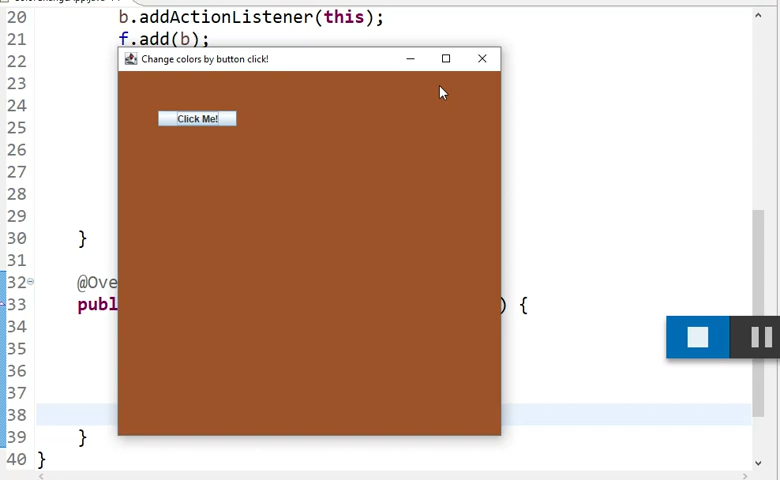 20 b.addActionListener(this);
21 f.add(b);
22 Change colors by button click!
23
24
25 Click Me!
26
27
28
29
30 }
31
32 @Ove
33 publ ) {
34
35
36
37
38
39 }
40 }